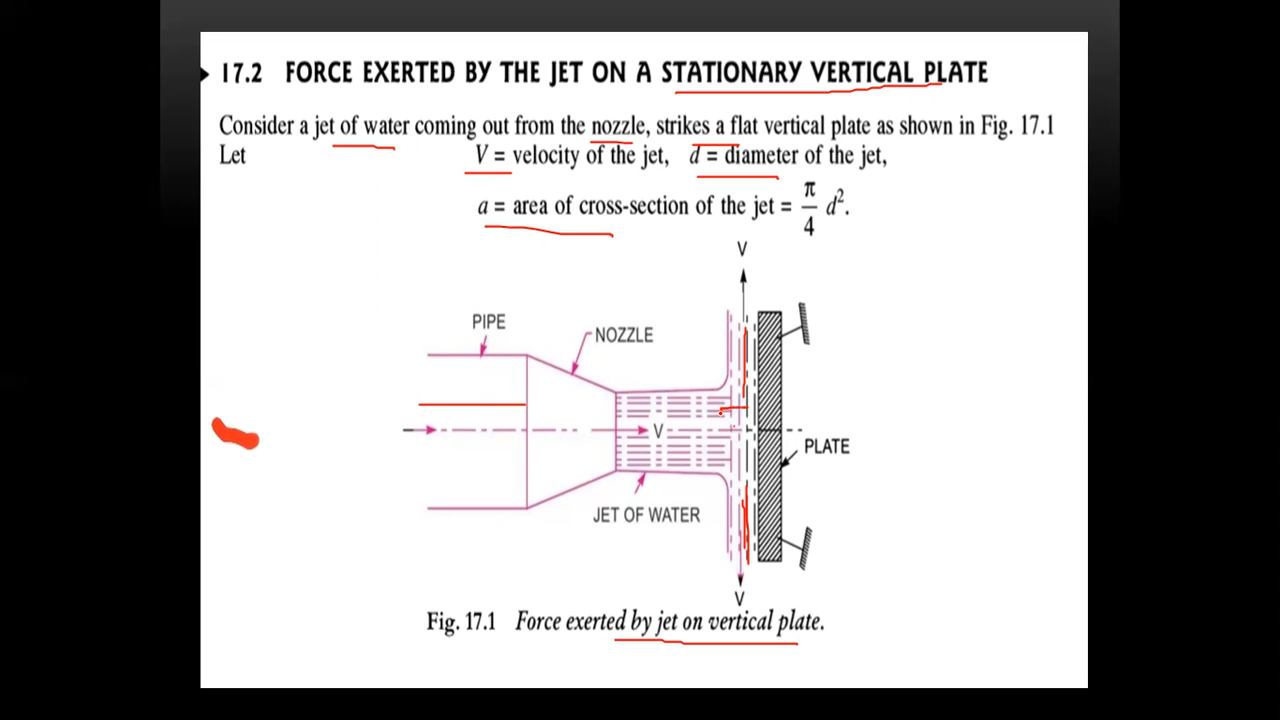 17.2 FORCE EXERTED BY THE JET ON A STATIONARY VERTICAL PLATE
Consider a jet of water coming out from the nozzle, strikes a flat vertical plate as shown in Fig. 17.1
Let V = velocity of the jet, d = diameter of the jet,
a = area of cross-section of the jet = π/4 d².
V
PIPE
NOZZLE
V
PLATE
JET OF WATER
V
Fig. 17.1 Force exerted by jet on vertical plate.